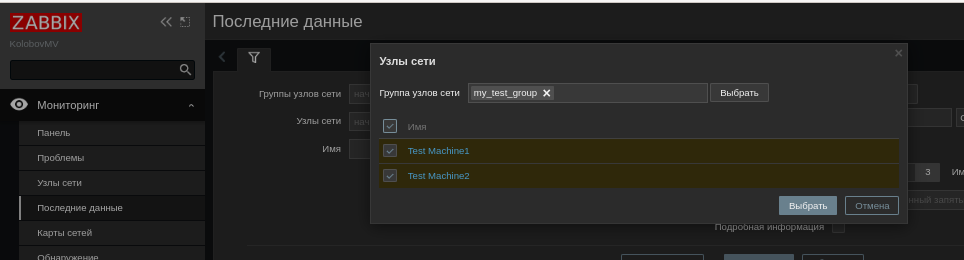 ZABBIX
KolobovMV
Мониторинг
Панель
Проблемы
Узлы сети
Последние данные
Карты сетей
Обнаружение
Последние данные
Группы узлов сети
Узлы сети
Имя
Узлы сети
Группа узлов сети my_test_group Выбрать
Имя
Test Machine1
Test Machine2
Выбрать Отмена
3
Подробная информация